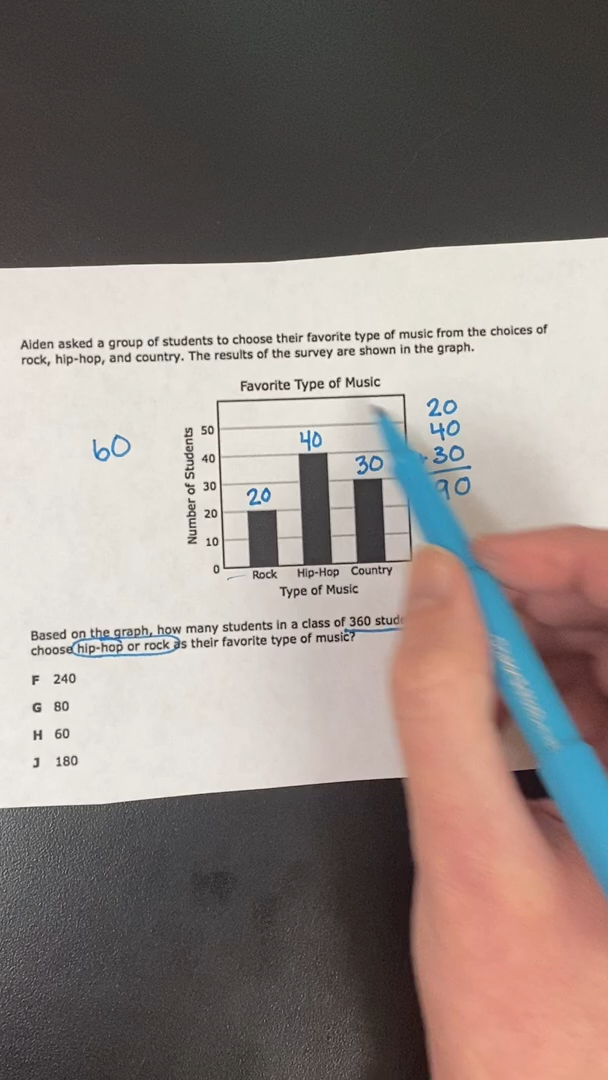 Aiden asked a group of students to choose their favorite type of music from the choices of
rock, hip-hop, and country. The results of the survey are shown in the graph.
Favorite Type of Music
Number of Students
50
40
30
20
10
0
20
40
30
Rock Hip-Hop Country
Type of Music
60
20
40
30
90
Based on the graph, how many students in a class of 360
choose hip-hop or rock as their favorite type of music?
F 240
G 80
H 60
J 180